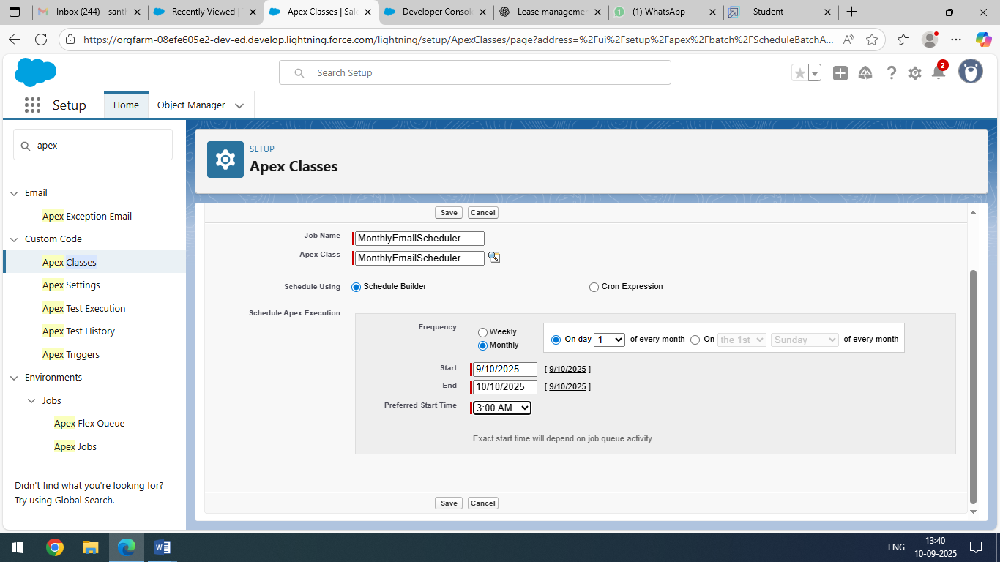 Inbox (244) - santl
Recently Viewed |
Apex Classes | Sale
Developer Consol
Lease managemer
(1) WhatsApp
- Student
https://orgfarm-08efe605e2-dev-ed.develop.lightning.force.com/lightning/setup/ApexClasses/page?address=%2Fui%2Fsetup%2Fapex%2Fbatch%2FScheduleBatchA...
Search Setup
2
Setup
Home
Object Manager
apex
Email
Apex Exception Email
Custom Code
Apex Classes
Apex Settings
Apex Test Execution
Apex Test History
Apex Triggers
Environments
Jobs
Apex Flex Queue
Apex Jobs
Didn't find what you're looking for?
Try using Global Search.
SETUP
Apex Classes
Save Cancel
Job Name MonthlyEmailScheduler
Apex Class MonthlyEmailScheduler
Schedule Using Schedule Builder Cron Expression
Schedule Apex Execution
Frequency Weekly
Monthly
On day 1 of every month On the 1st Sunday of every month
Start 9/10/2025 [ 9/10/2025 ]
End 10/10/2025 [ 9/10/2025 ]
Preferred Start Time 3:00 AM
Exact start time will depend on job queue activity.
Save Cancel
ENG
13:40
10-09-2025